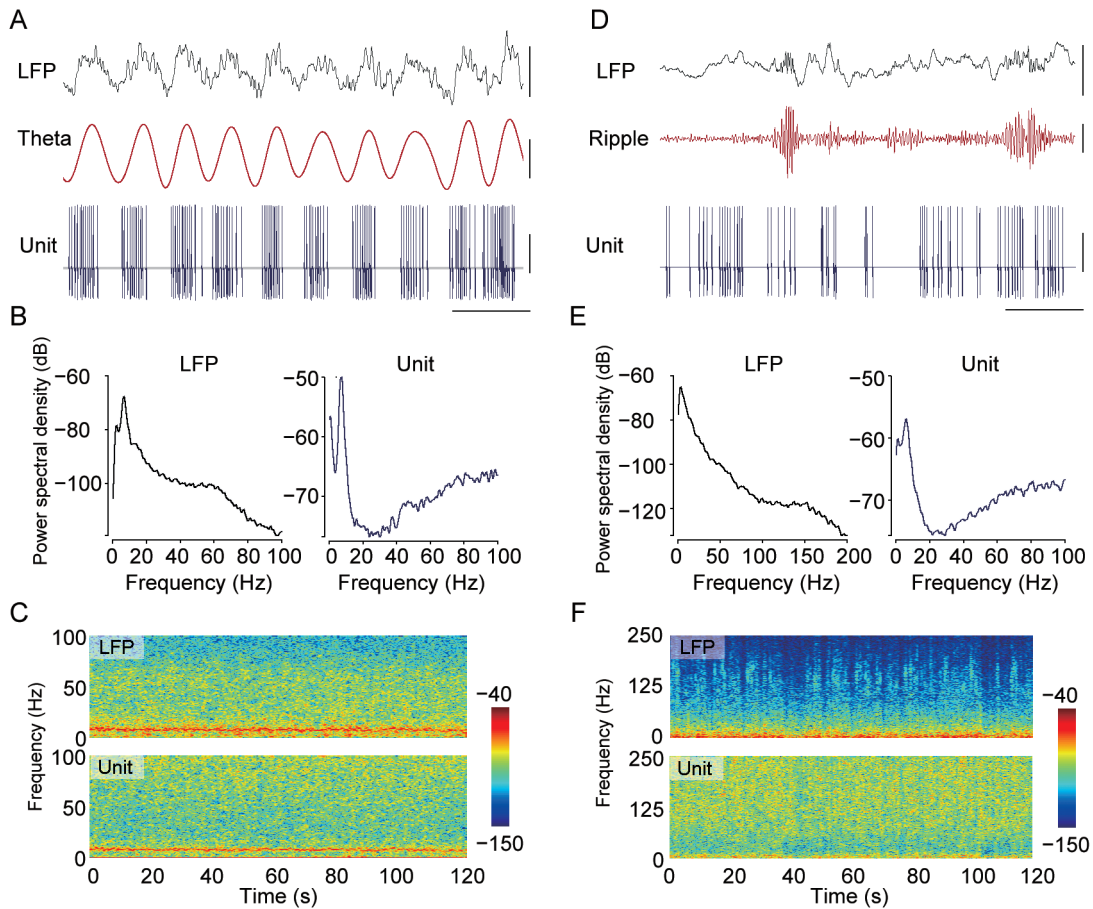 A
LFP
Theta
Unit
D
LFP
Ripple
Unit
B
LFP
Unit
Power spectral density (dB)
−60
−80
−100
0 20 40 60 80 100
Frequency (Hz)
−50
−60
−70
0 20 40 60 80 100
Frequency (Hz)
E
LFP
Unit
Power spectral density (dB)
−60
−80
−100
−120
0 50 100 150 200
Frequency (Hz)
−50
−60
−70
0 20 40 60 80 100
Frequency (Hz)
C
LFP
100
50
0
Unit
100
50
0
Frequency (Hz)
0 20 40 60 80 100 120
Time (s)
−40
−150
F
LFP
250
125
0
Unit
250
125
0
Frequency (Hz)
0 20 40 60 80 100 120
Time (s)
−40
−150